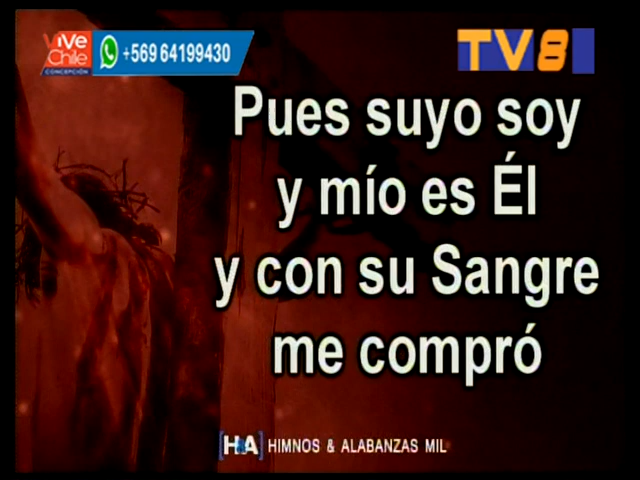 ViVe
Chile
CONCEPCIÓN
+569 64199430
TV8
Pues suyo soy
y mío es Él
y con su Sangre
me compró
[H&A] HIMNOS & ALABANZAS MIL